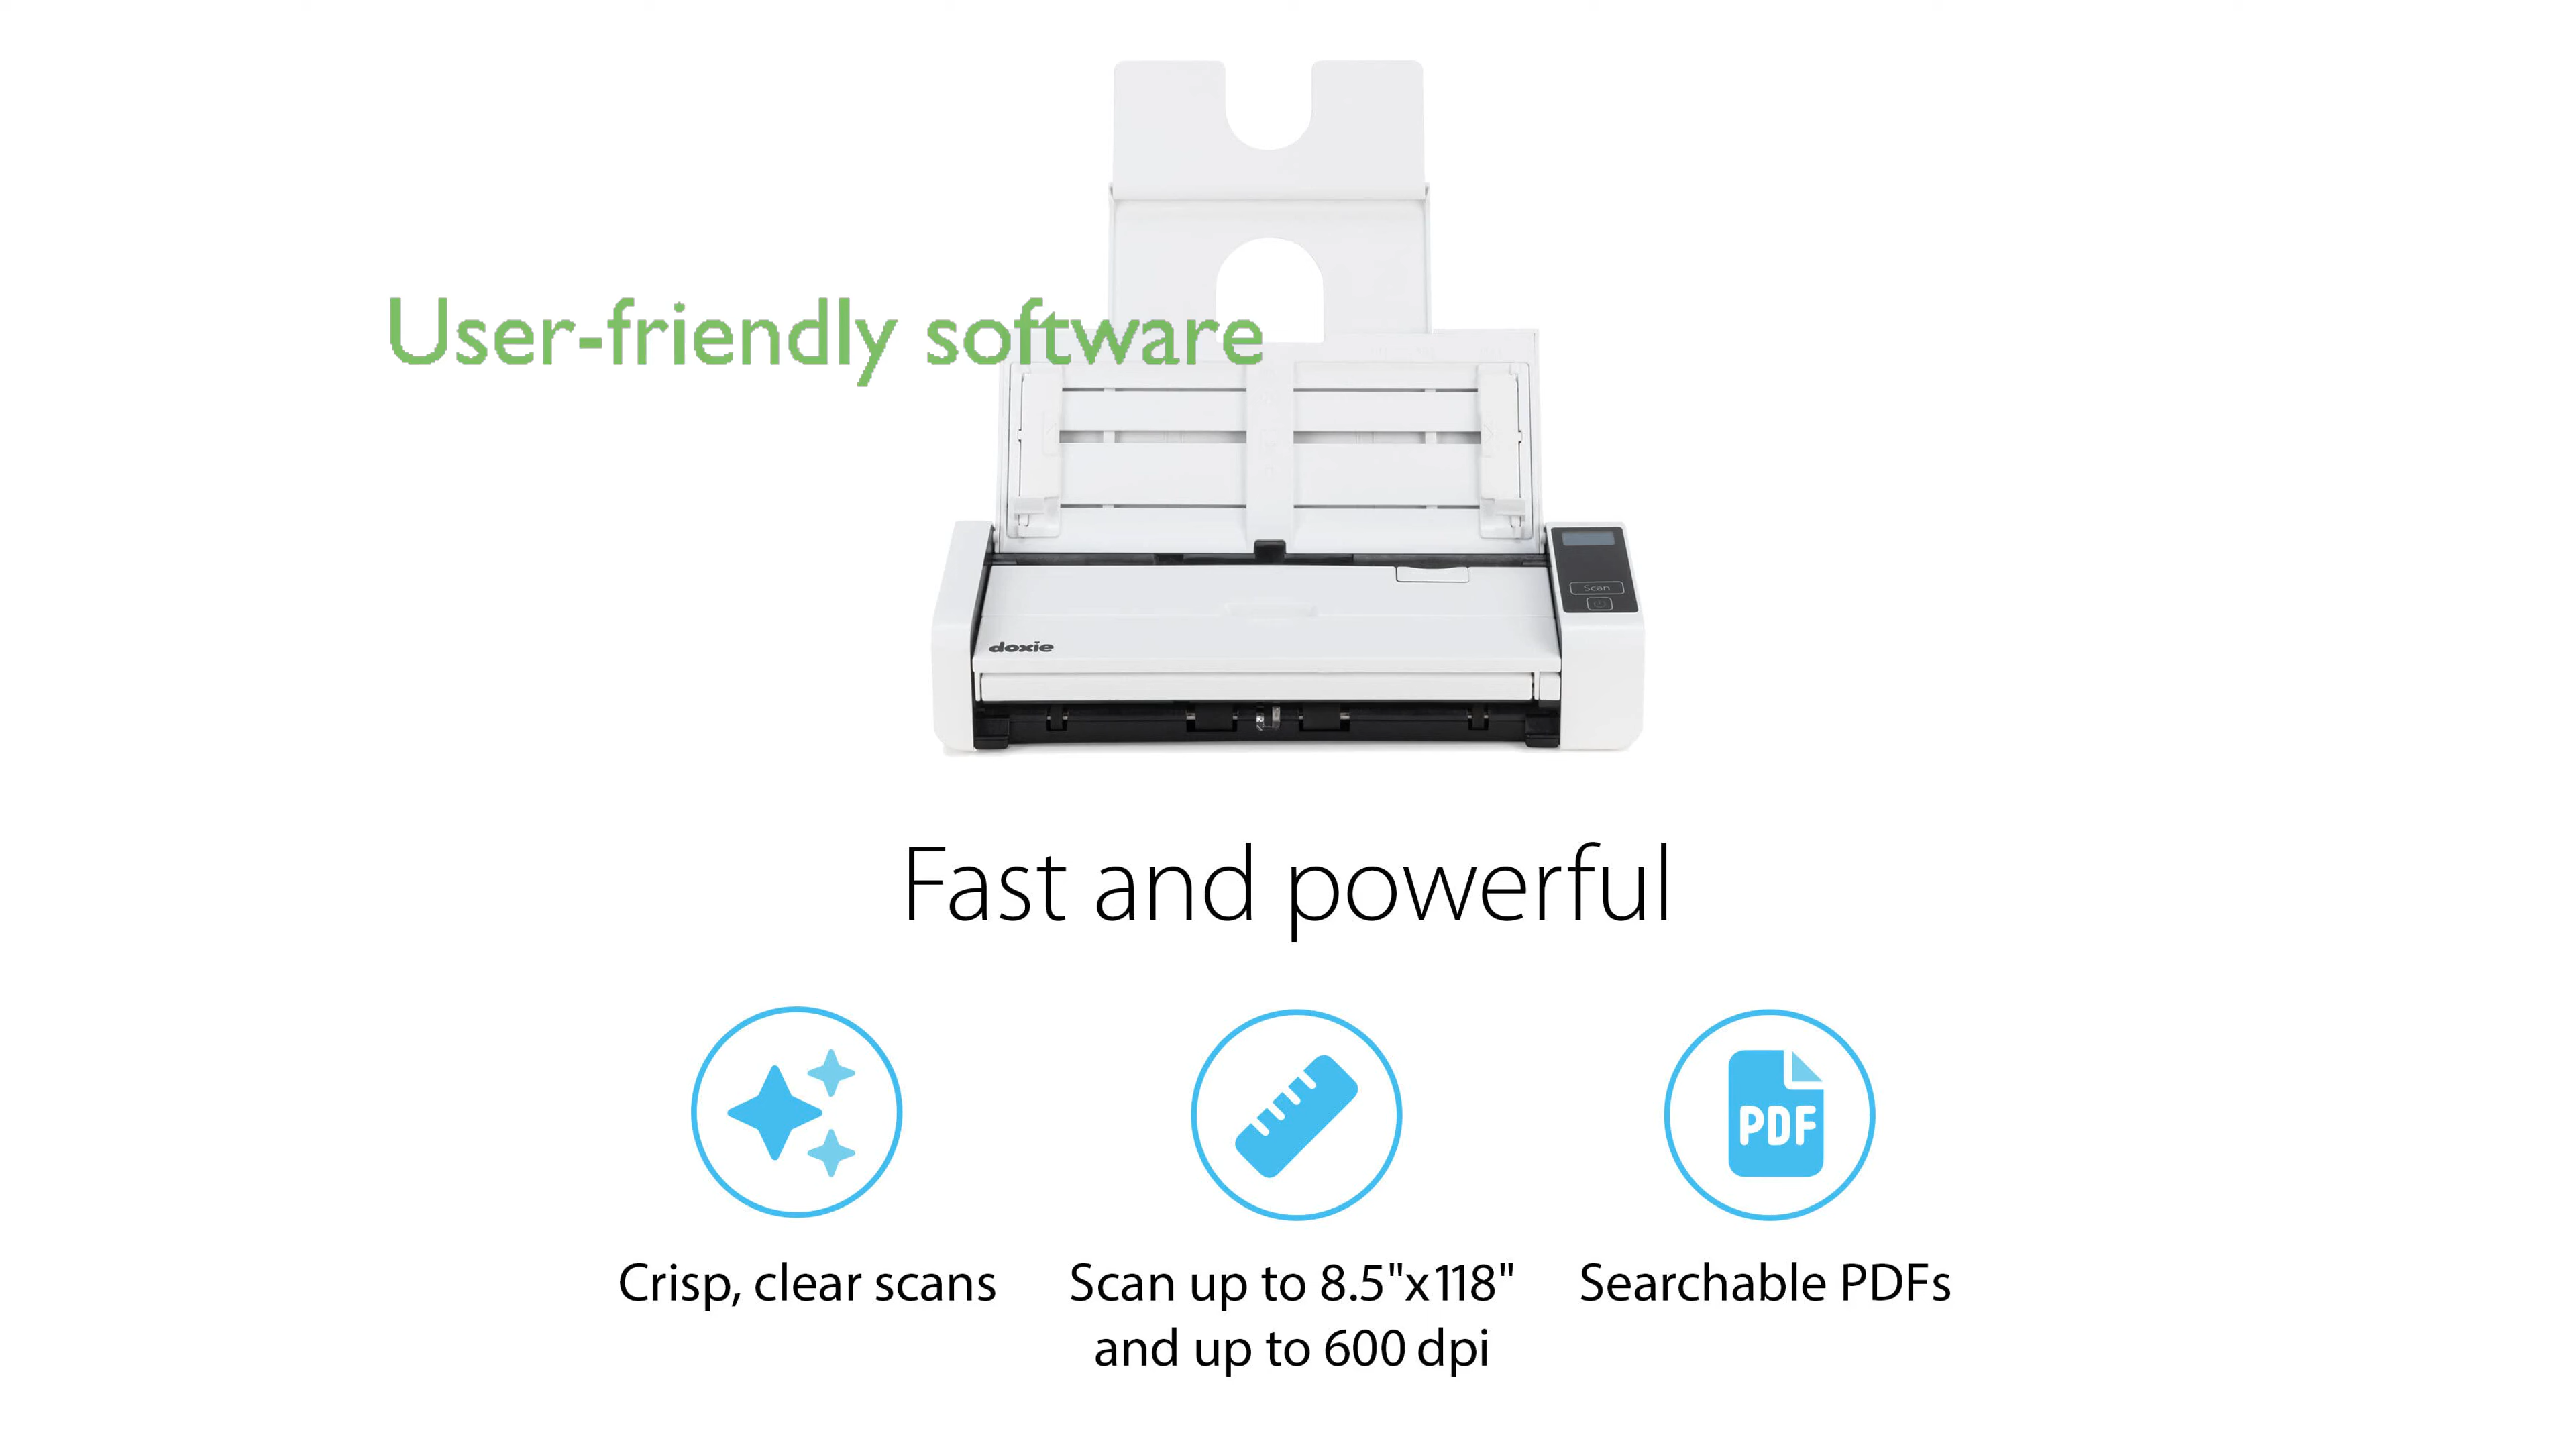 User-friendly software
Scan
doxie
Fast and powerful
PDF
Crisp, clear scans
Scan up to 8.5"x118"
and up to 600 dpi
Searchable PDFs